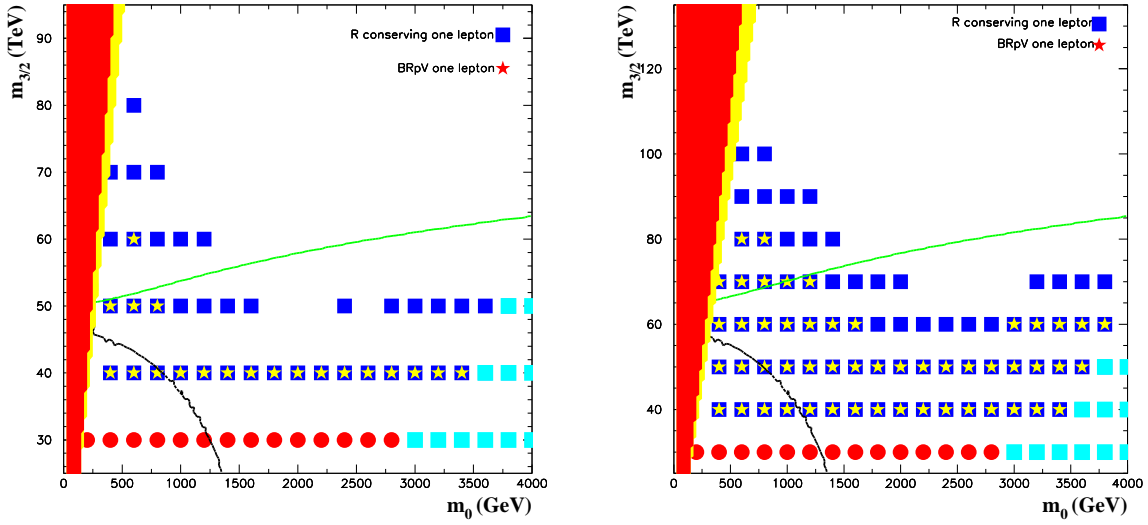 R conserving one lepton
BRpV one lepton
m3/2 (TeV)
90
80
70
60
50
40
30
0 500 1000 1500 2000 2500 3000 3500 4000
m0 (GeV)
R conserving one lepton
BRpV one lepton
m3/2 (TeV)
120
100
80
60
40
0 500 1000 1500 2000 2500 3000 3500 4000
m0 (GeV)